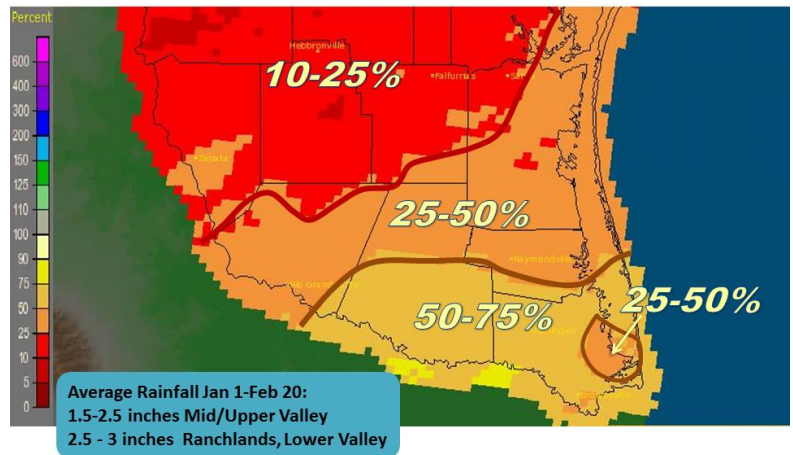 Percent
600
400
300
200
150
125
110
100
90
75
50
25
10
5
0
Hebbronville
10-25%
Falfurrias
Zapata
25-50%
Raymondville
Rio Grande City
25-50%
50-75%
Average Rainfall Jan 1-Feb 20:
1.5-2.5 inches Mid/Upper Valley
2.5 - 3 inches Ranchlands, Lower Valley